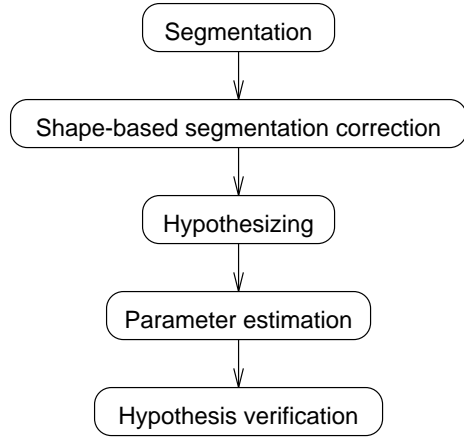 Segmentation
Shape-based segmentation correction
Hypothesizing
Parameter estimation
Hypothesis verification